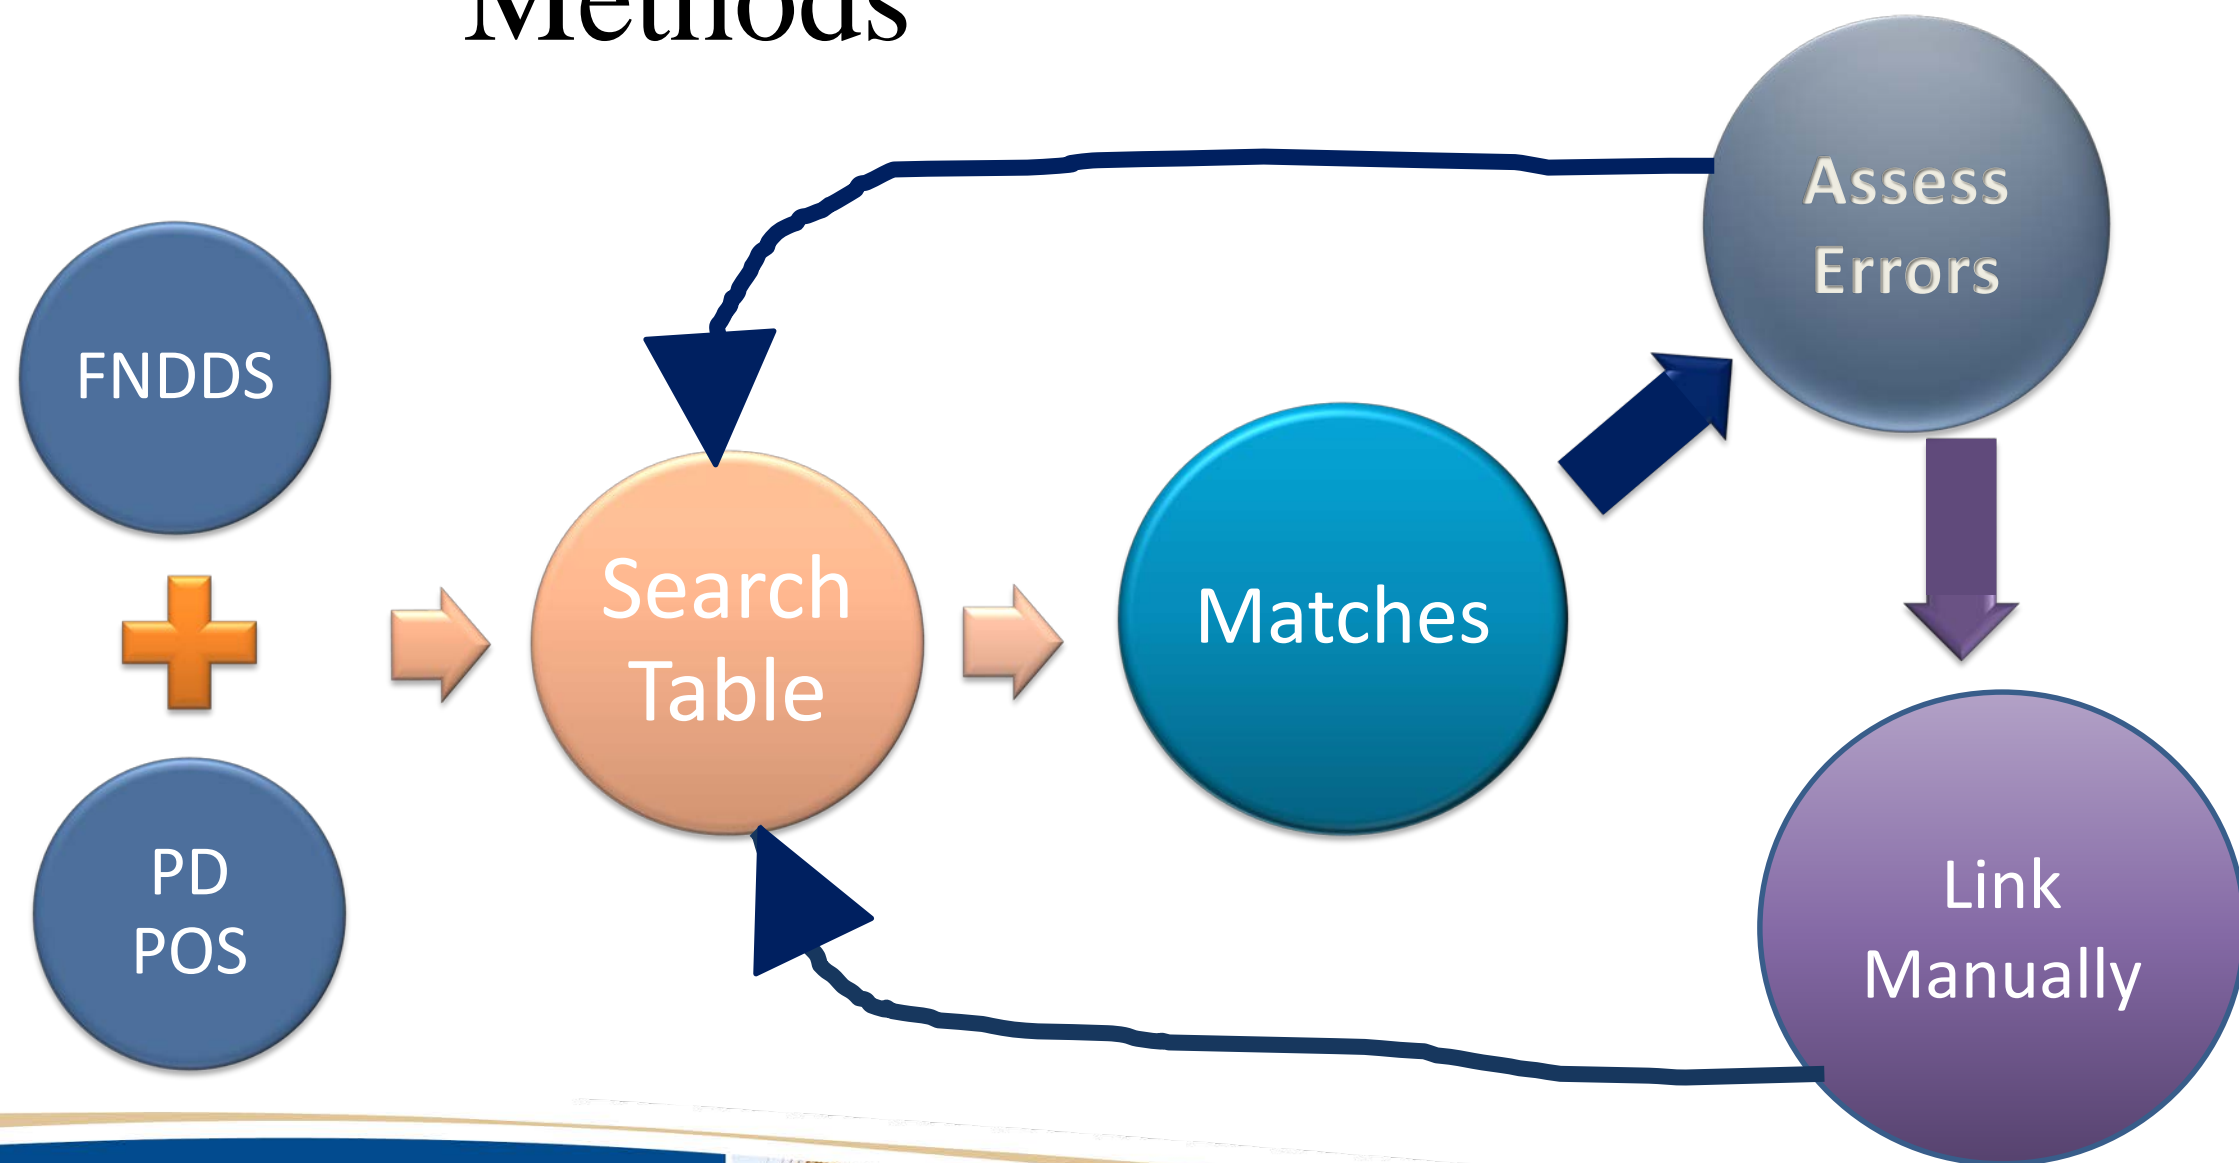 Methods
FNDDS
PD
POS
Search
Table
Matches
Assess
Errors
Link
Manually